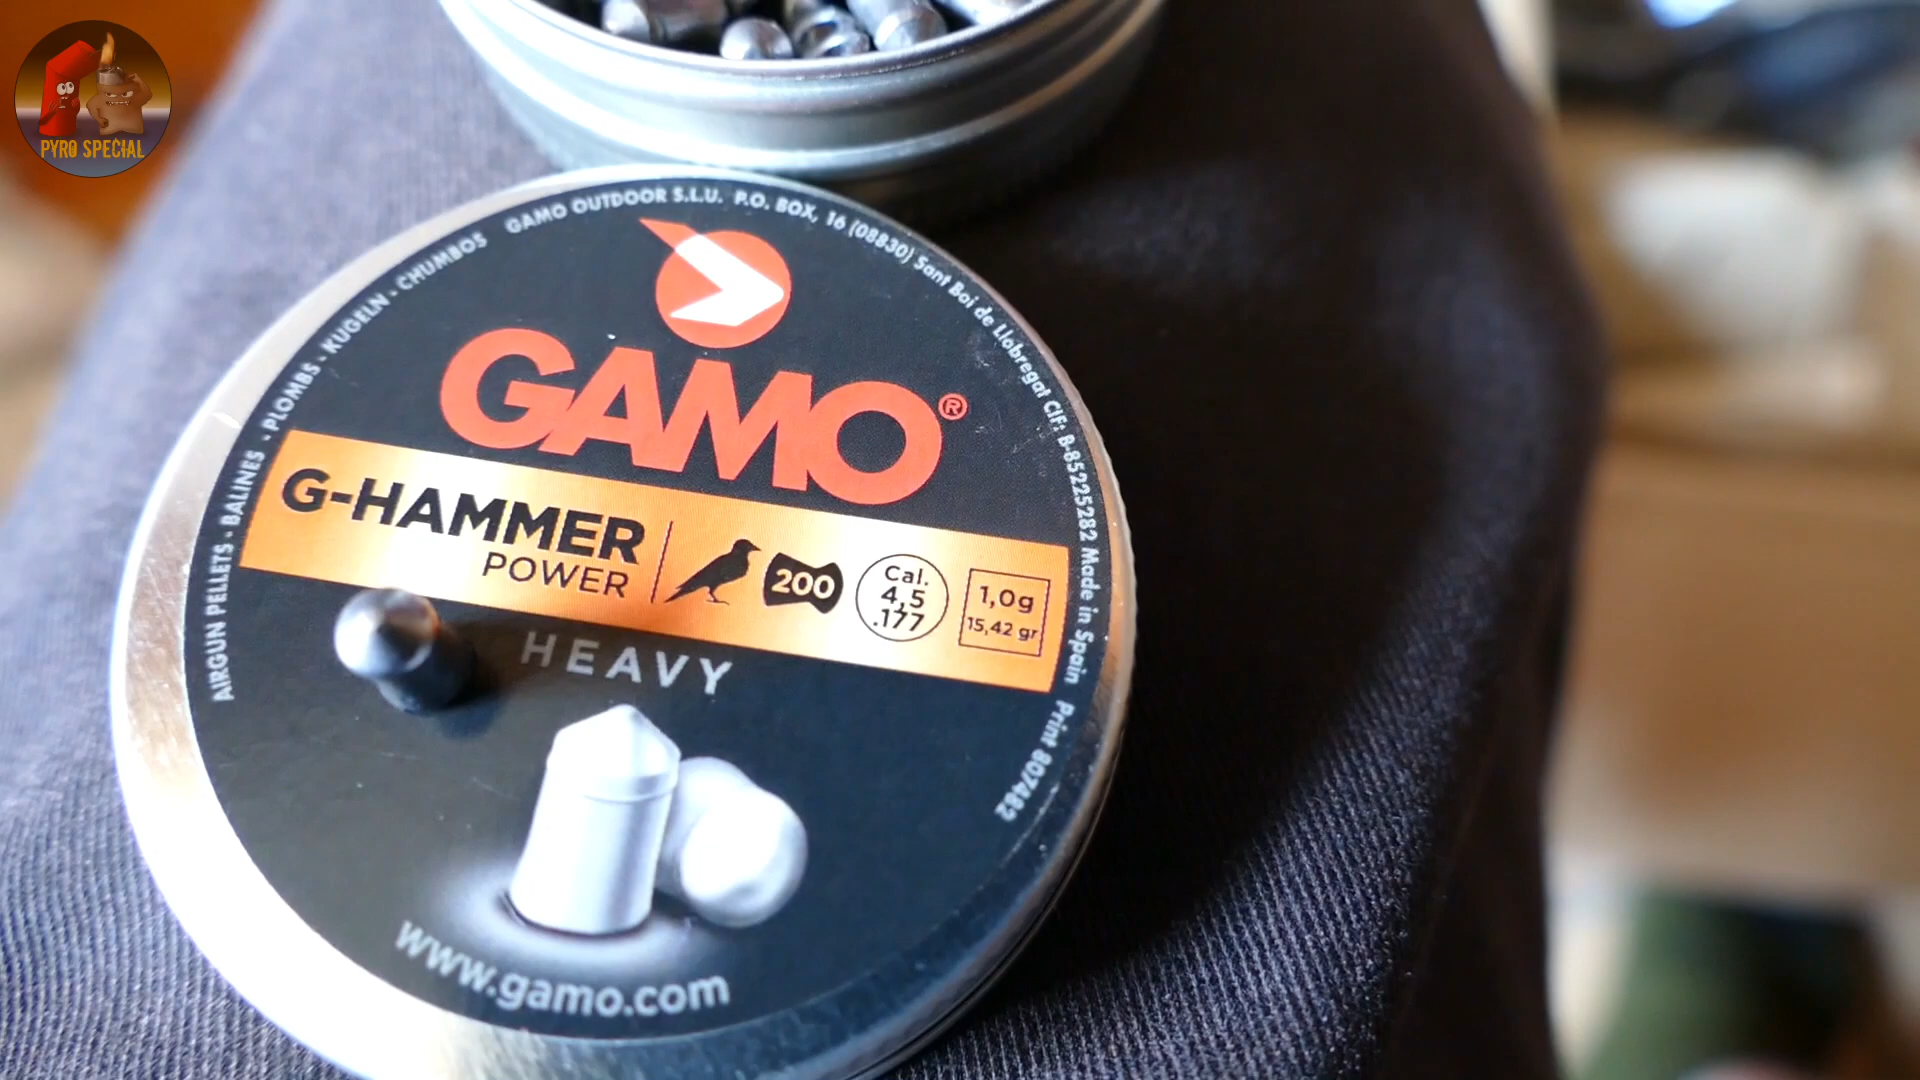 PYRO SPECIAL
AIRGUN PELLETS - BALINES - PLOMBS - KUGELN - CHUMBOS GAMO OUTDOOR S.L.U. P.O. BOX, 16 (08830) Sant Boi de Llobregat CIF: B-85225282 Made in Spain Print 807482
GAMO®
G-HAMMER
POWER
200
Cal.
4,5
.177
1,0g
15,42 gr
HEAVY
www.gamo.com